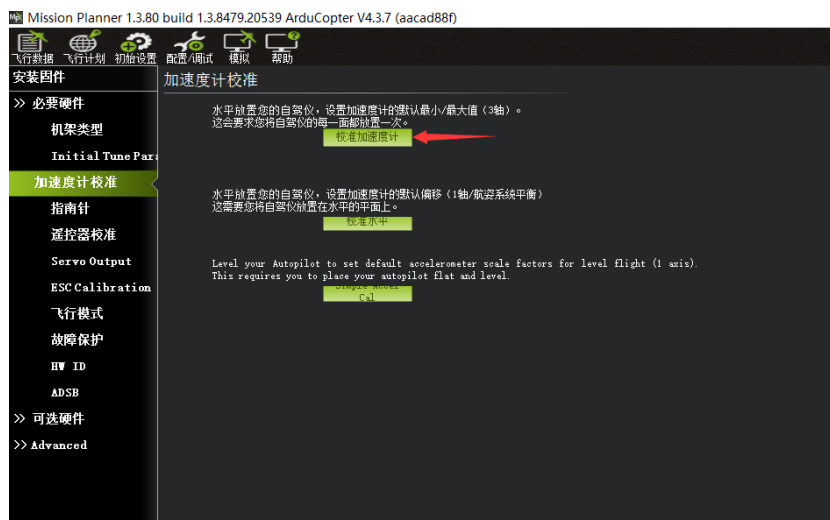 Mission Planner 1.3.80 build 1.3.8479.20539 ArduCopter V4.3.7 (aacad88f)
飞行数据 飞行计划 初始设置 配置/调试 模拟 帮助
安装固件
加速度计校准
>> 必要硬件
水平放置您的自驾仪，设置加速度计的默认最小/最大值（3轴）。
这会要求您将自驾仪的每一面都放置一次。
校准加速度计
机架类型
Initial Tune Para
加速度计校准
水平放置您的自驾仪，设置加速度计的默认偏移（1轴/航姿系统平衡）
这需要您将自驾仪放置在水平的平面上。
校准水平
指南针
遥控器校准
Servo Output
Level your Autopilot to set default accelerometer scale factors for level flight (1 axis).
This requires you to place your autopilot flat and level.
Simple Accel
Cal
ESC Calibration
飞行模式
故障保护
HW ID
ADSB
>> 可选硬件
>> Advanced